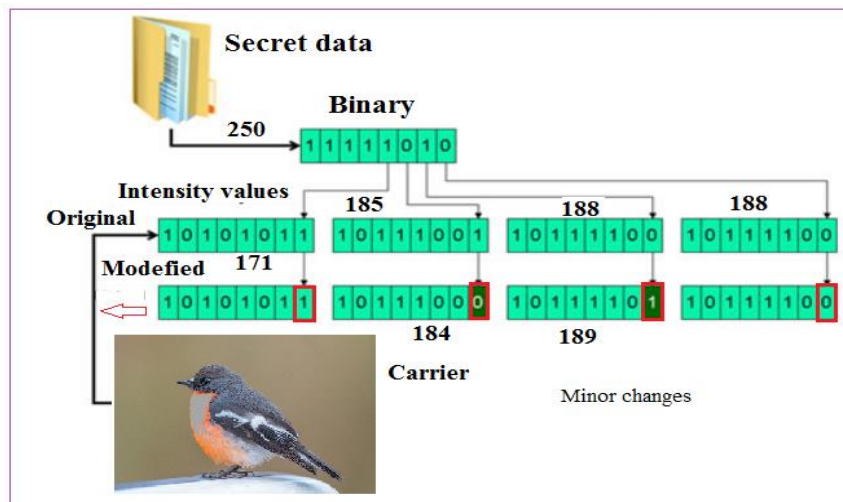 Secret data
Binary
250
1 1 1 1 1 0 1 0
Intensity values
185
188
188
Original
1 0 1 0 1 0 1 1
1 0 1 1 1 0 0 1
1 0 1 1 1 1 0 0
1 0 1 1 1 1 0 0
171
Modefied
1 0 1 0 1 0 1 1
1 0 1 1 1 0 0 0
1 0 1 1 1 1 0 1
1 0 1 1 1 1 0 0
184
189
Carrier
Minor changes